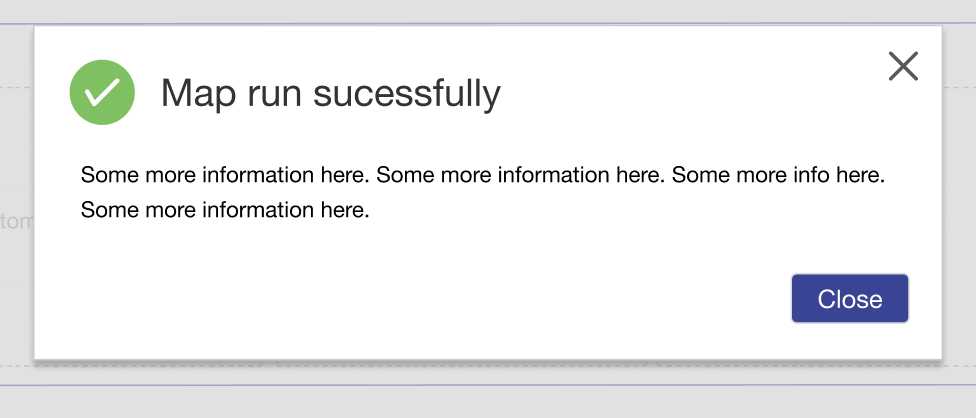 Map run sucessfully
Some more information here. Some more information here. Some more info here.
Some more information here.
tom
Close